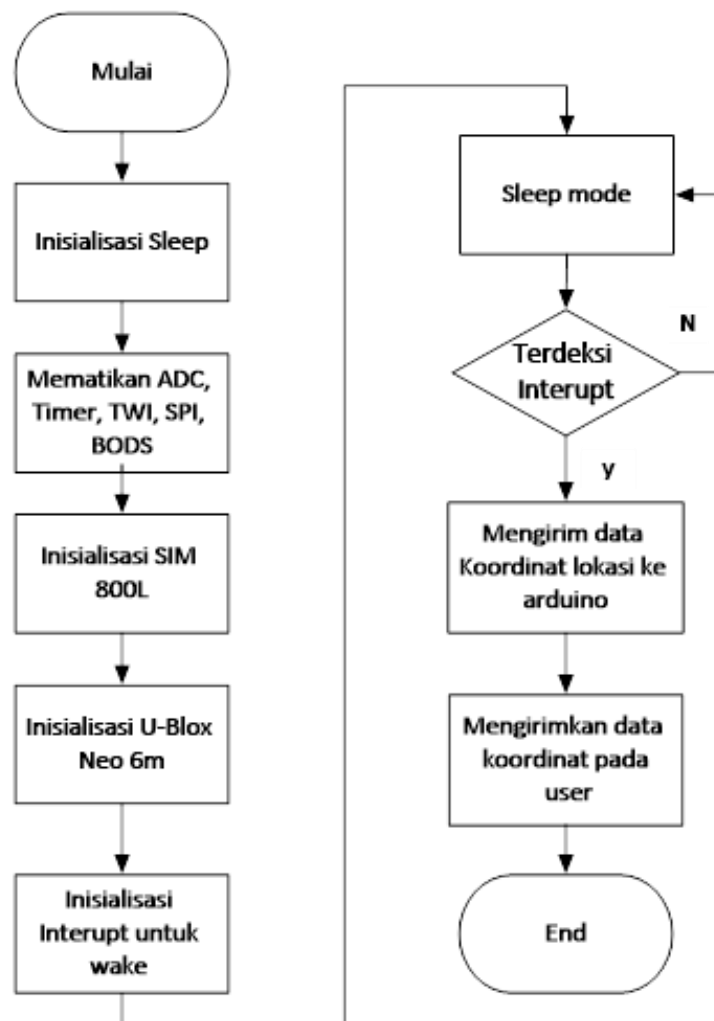 Mulai
Inisialisasi Sleep
Mematikan ADC,
Timer, TWI, SPI,
BODS
Inisialisasi SIM
800L
Inisialisasi U-Blox
Neo 6m
Inisialisasi
Interupt untuk
wake
Sleep mode
N
Terdeksi
Interupt
y
Mengirim data
Koordinat lokasi ke
arduino
Mengirimkan data
koordinat pada
user
End